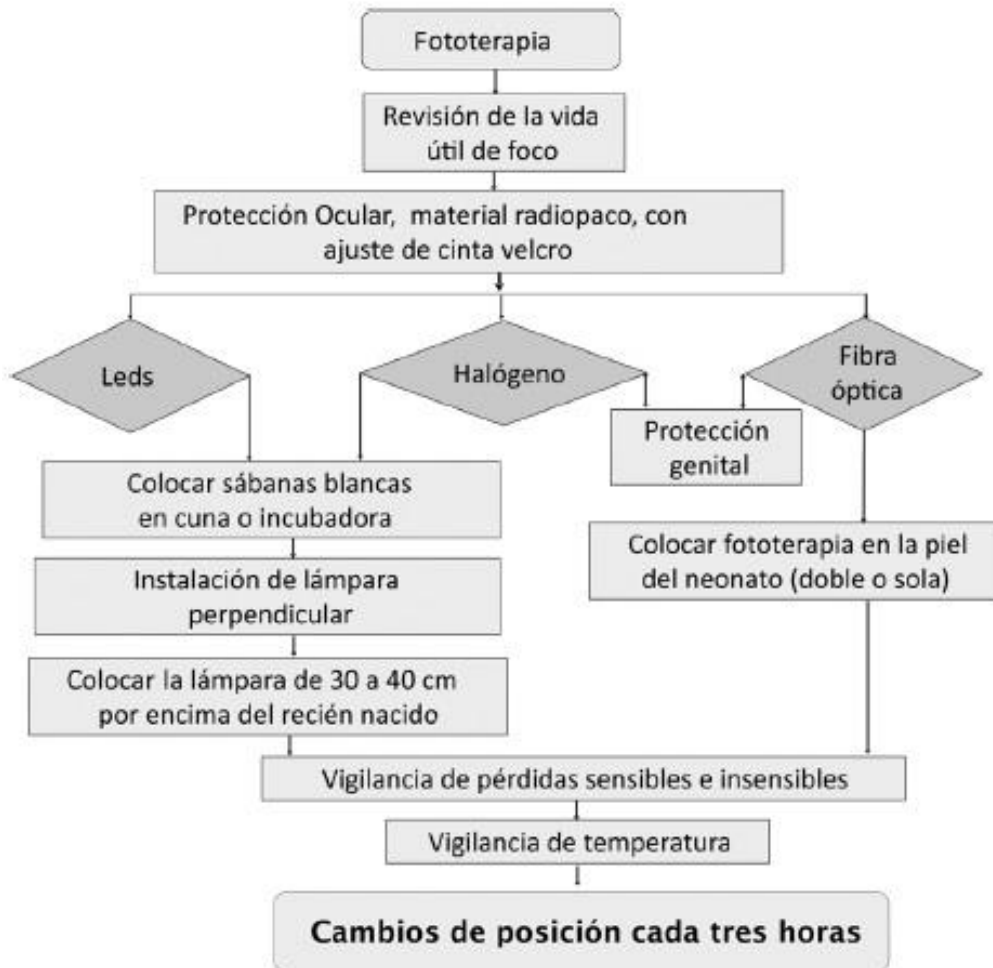 Fototerapia
Revisión de la vida
útil de foco
Protección Ocular, material radiopaco, con
ajuste de cinta velcro
Leds
Halógeno
Fibra
óptica
Protección
genital
Colocar sábanas blancas
en cuna o incubadora
Colocar fototerapia en la piel
del neonato (doble o sola)
Instalación de lámpara
perpendicular
Colocar la lámpara de 30 a 40 cm
por encima del recién nacido
Vigilancia de pérdidas sensibles e insensibles
Vigilancia de temperatura
Cambios de posición cada tres horas